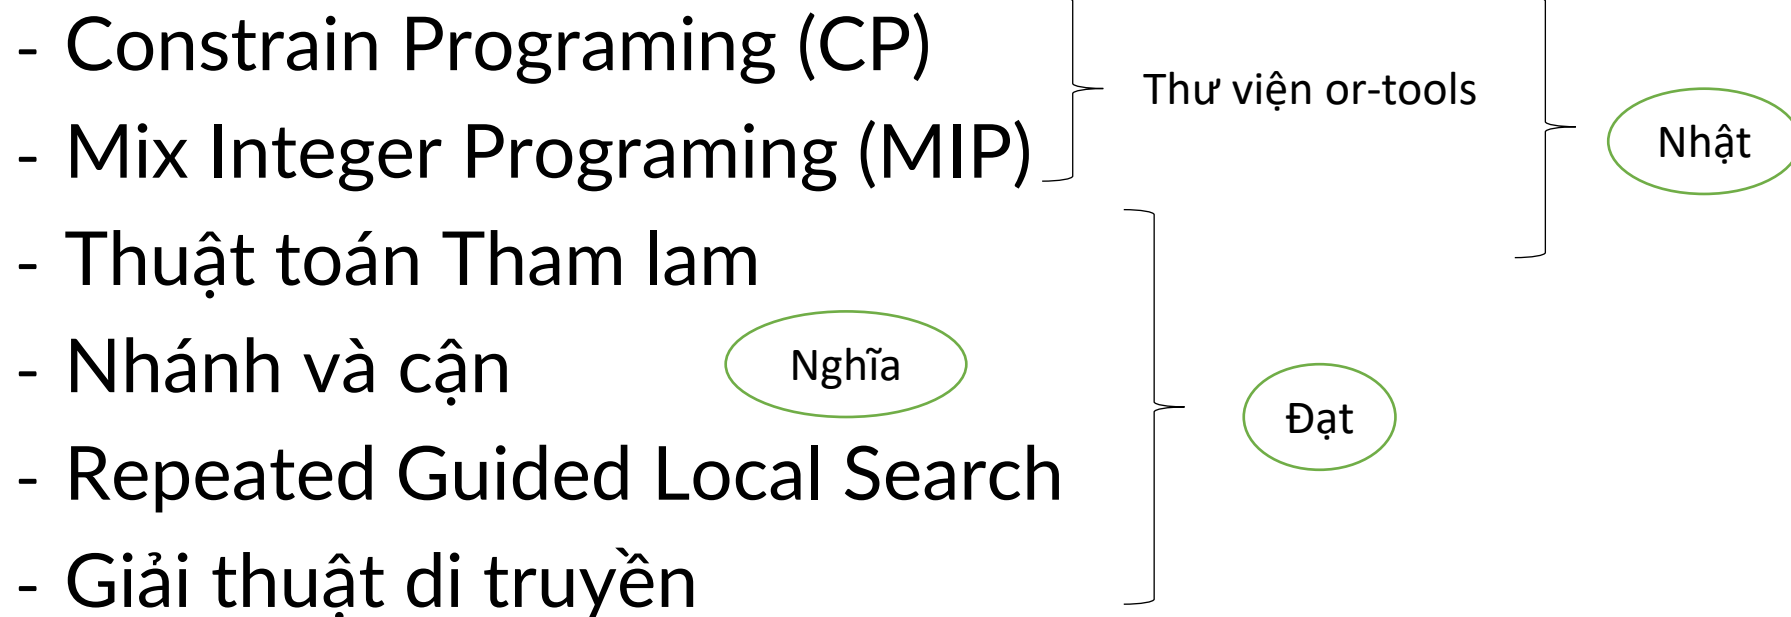 - Constrain Programing (CP)
Thư viện or-tools
- Mix Integer Programing (MIP)
Nhật
- Thuật toán Tham lam
- Nhánh và cận
Nghĩa
Đạt
- Repeated Guided Local Search
- Giải thuật di truyền